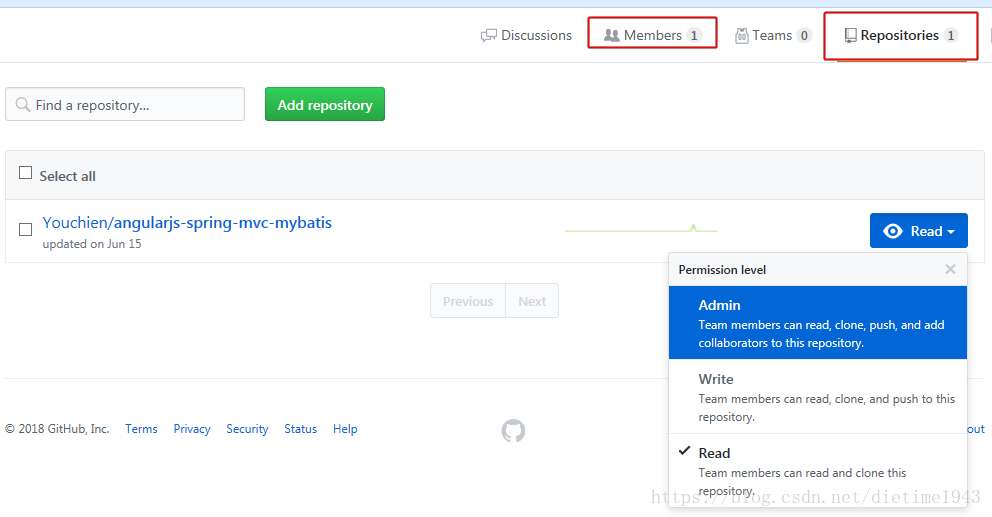 Discussions Members 1 Teams 0 Repositories 1
Find a repository... Add repository
Select all
Youchien/angularjs-spring-mvc-mybatis
updated on Jun 15
Read
Permission level
Admin
Team members can read, clone, push, and add
collaborators to this repository.
Previous Next
Write
Team members can read, clone, and push to this
repository.
Read
Team members can read and clone this
repository.
© 2018 GitHub, Inc. Terms Privacy Security Status Help
out
https://blog.csdn.net/dietime1943